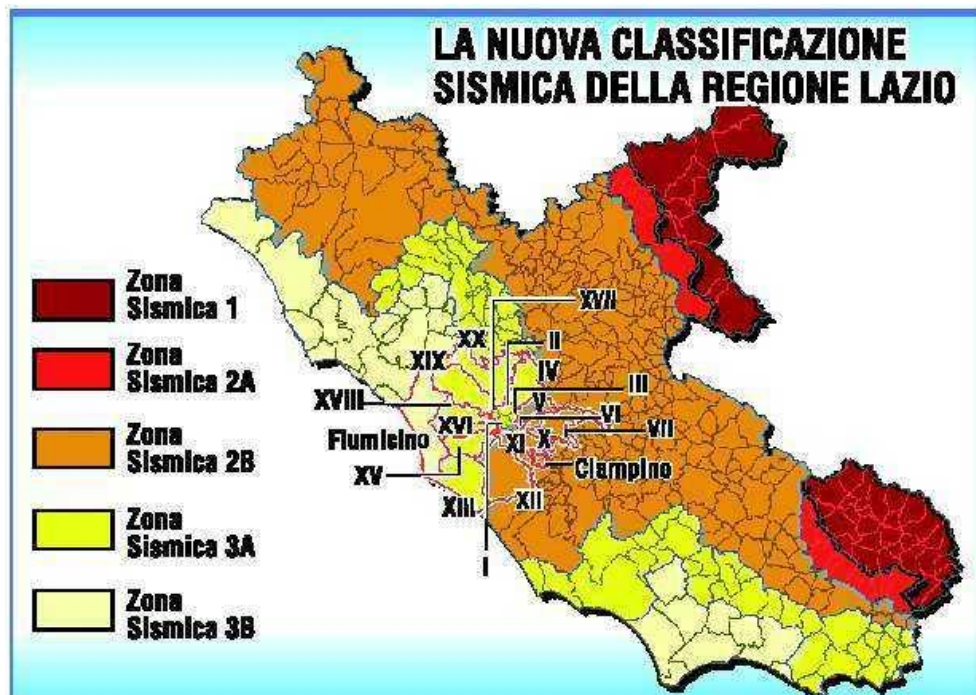 LA NUOVA CLASSIFICAZIONE
SISMICA DELLA REGIONE LAZIO
Zona
Sismica 1
Zona
Sismica 2A
Zona
Sismica 2B
Zona
Sismica 3A
Zona
Sismica 3B
XVII
XX
II
XIX
IV
III
XVIII
V
VI
XVI
Fiumicino
XI
X
VII
XV
Ciampino
XIII
XII
I